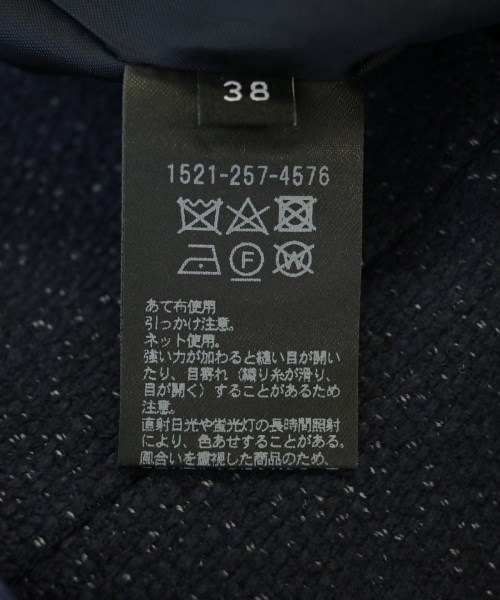 38
1521-257-4576
F W
あて布使用
引っかけ注意。
ネット使用。
強い力が加わると縫い目が開い
たり、目寄れ（織り糸が滑り、
目が開く）することがあるため
注意。
直射日光や蛍光灯の長時間照射
により、色あせすることがある。
風合いを重視した商品のため、